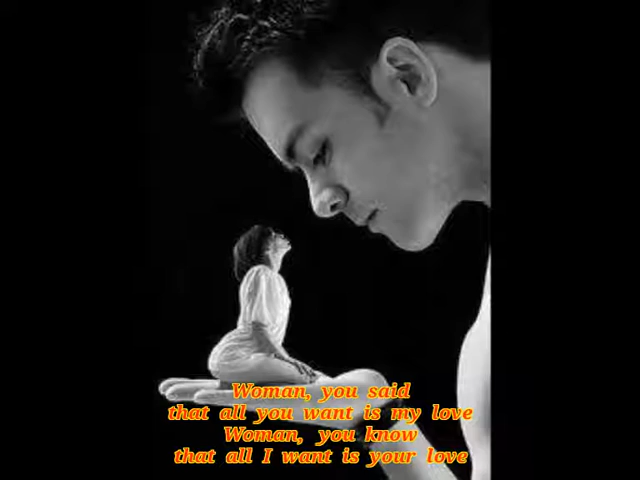 Woman, you said
that all you want is my love
Woman, you know
that all I want is your love